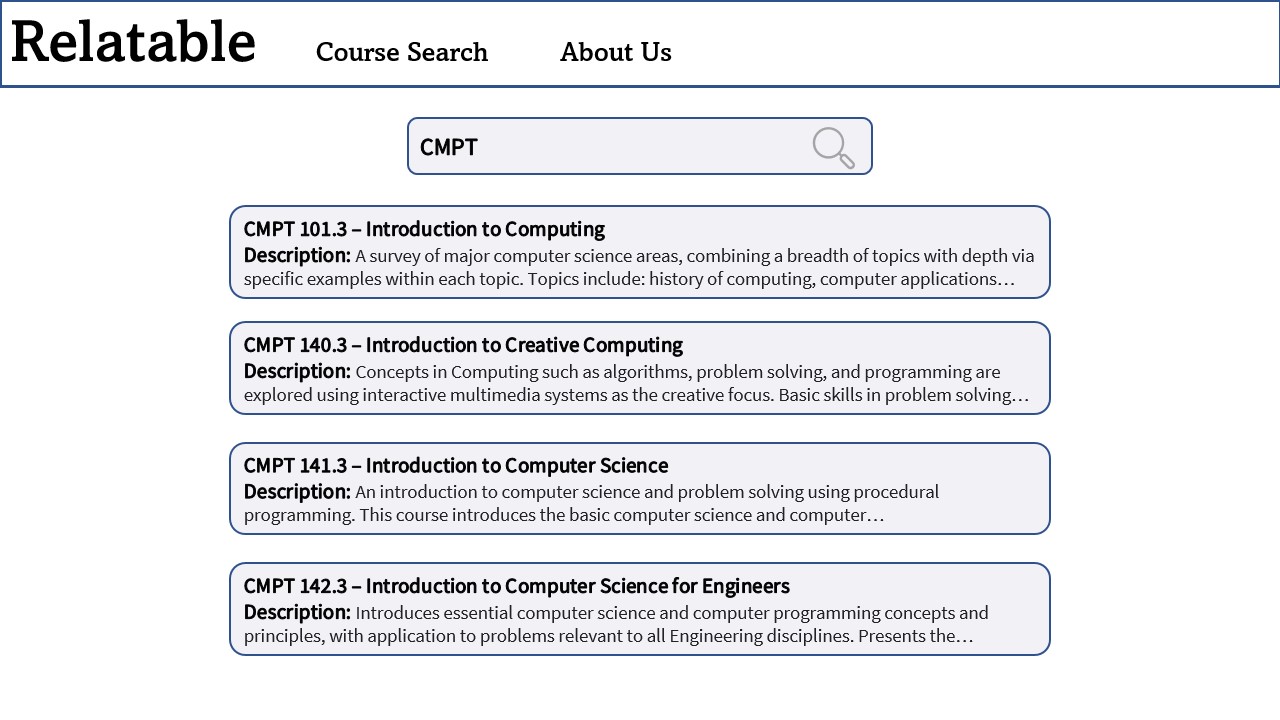 Relatable
Course Search
About Us
CMPT
CMPT 101.3 – Introduction to Computing
Description: A survey of major computer science areas, combining a breadth of topics with depth via
specific examples within each topic. Topics include: history of computing, computer applications…
CMPT 140.3 – Introduction to Creative Computing
Description: Concepts in Computing such as algorithms, problem solving, and programming are
explored using interactive multimedia systems as the creative focus. Basic skills in problem solving…
CMPT 141.3 – Introduction to Computer Science
Description: An introduction to computer science and problem solving using procedural
programming. This course introduces the basic computer science and computer…
CMPT 142.3 – Introduction to Computer Science for Engineers
Description: Introduces essential computer science and computer programming concepts and
principles, with application to problems relevant to all Engineering disciplines. Presents the…